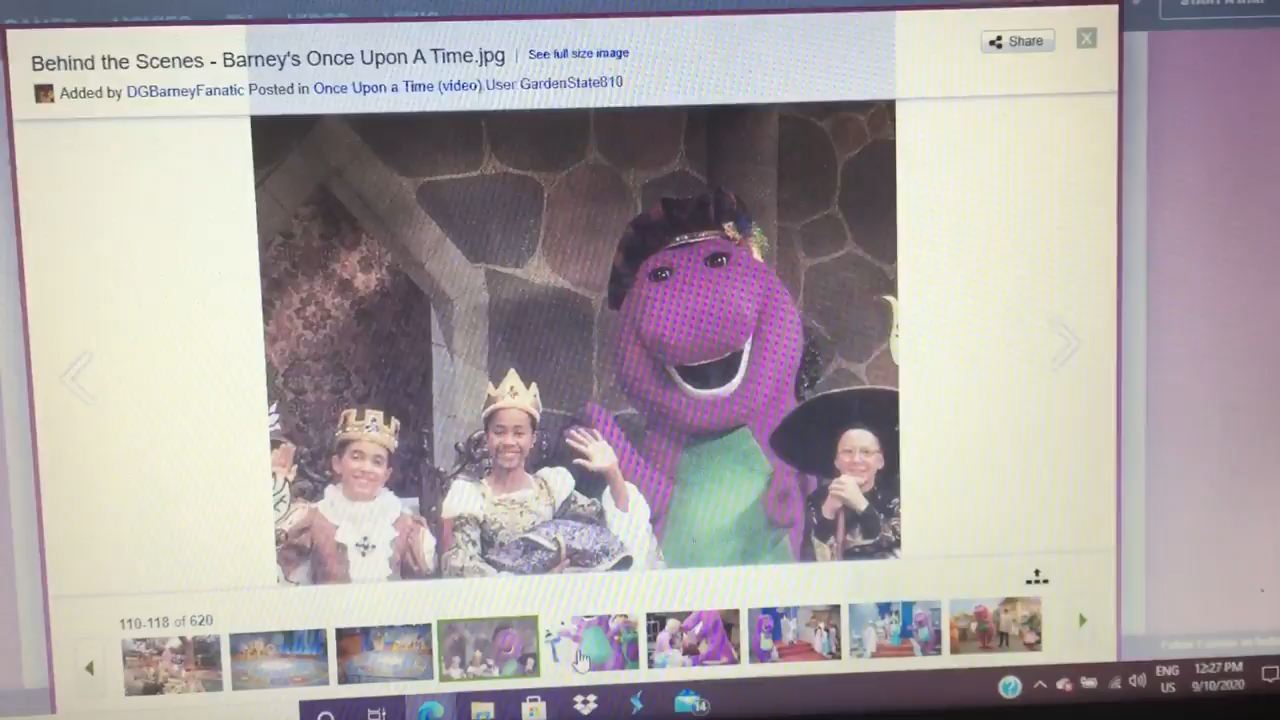 Behind the Scenes - Barney's Once Upon A Time.jpg | See full size image
Share
Added by DGBarneyFanatic Posted in Once Upon a Time (video) User GardenState810
110-118 of 620
ENG
US
12:27 PM
9/10/2020
14